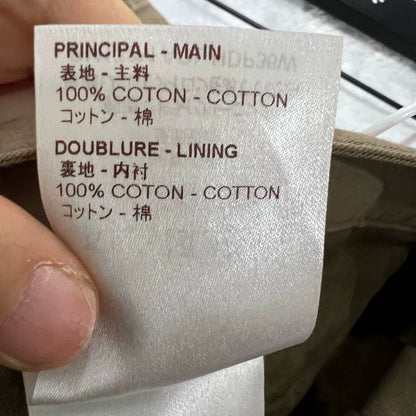 PRINCIPAL - MAIN
表地 - 主料
100% COTON - COTTON
コットン - 棉
DOUBLURE - LINING
裏地 - 内衬
100% COTON - COTTON
コットン - 棉